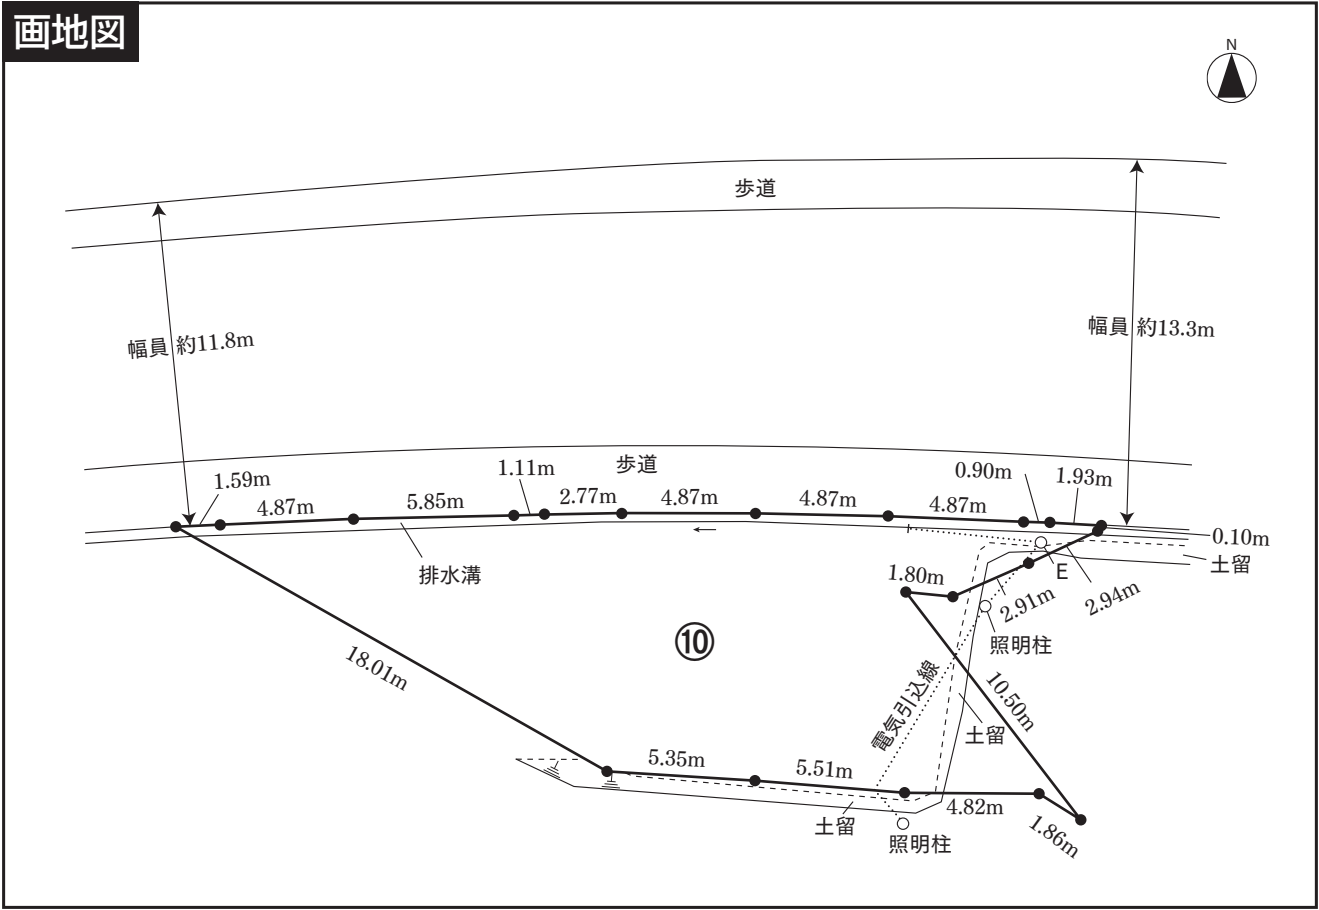 画地図
N
歩道
幅員 約11.8m
幅員 約13.3m
歩道
1.59m
4.87m
5.85m
1.11m
2.77m
4.87m
4.87m
4.87m
0.90m
1.93m
0.10m
土留
排水溝
E
1.80m
2.91m
2.94m
照明柱
⑩
18.01m
電気引込線
10.50m
土留
5.35m
5.51m
4.82m
1.86m
土留
照明柱